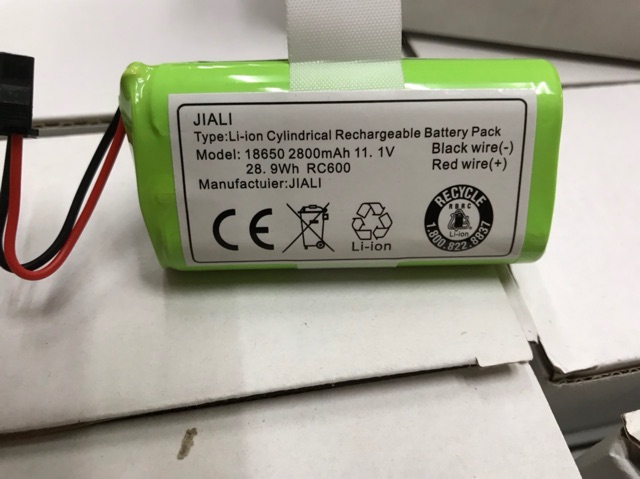 JIALI
Type:Li-ion Cylindrical Rechargeable Battery Pack
Model: 18650 2800mAh 11.1V
Black wire(-)
28.9Wh RC600
Red wire(+)
Manufactuier:JIALI
CE
Li-ion
RECYCLE
RBRC
Li-ion
1.800.822.8837